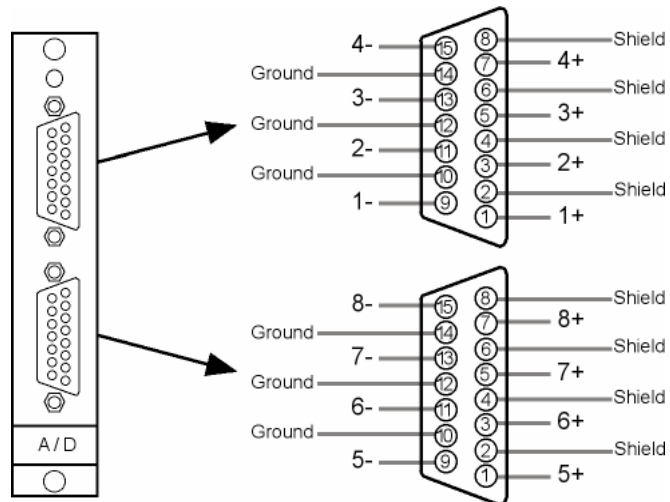 4- 15 8 Shield
Ground 14 7 4+
3- 13 6 Shield
Ground 12 5 3+
2- 11 4 Shield
Ground 10 3 2+
1- 9 2 Shield
1 1+
8- 15 8 Shield
Ground 14 7 8+
7- 13 6 Shield
Ground 12 5 7+
6- 11 4 Shield
Ground 10 3 6+
5- 9 2 Shield
1 5+
A/D